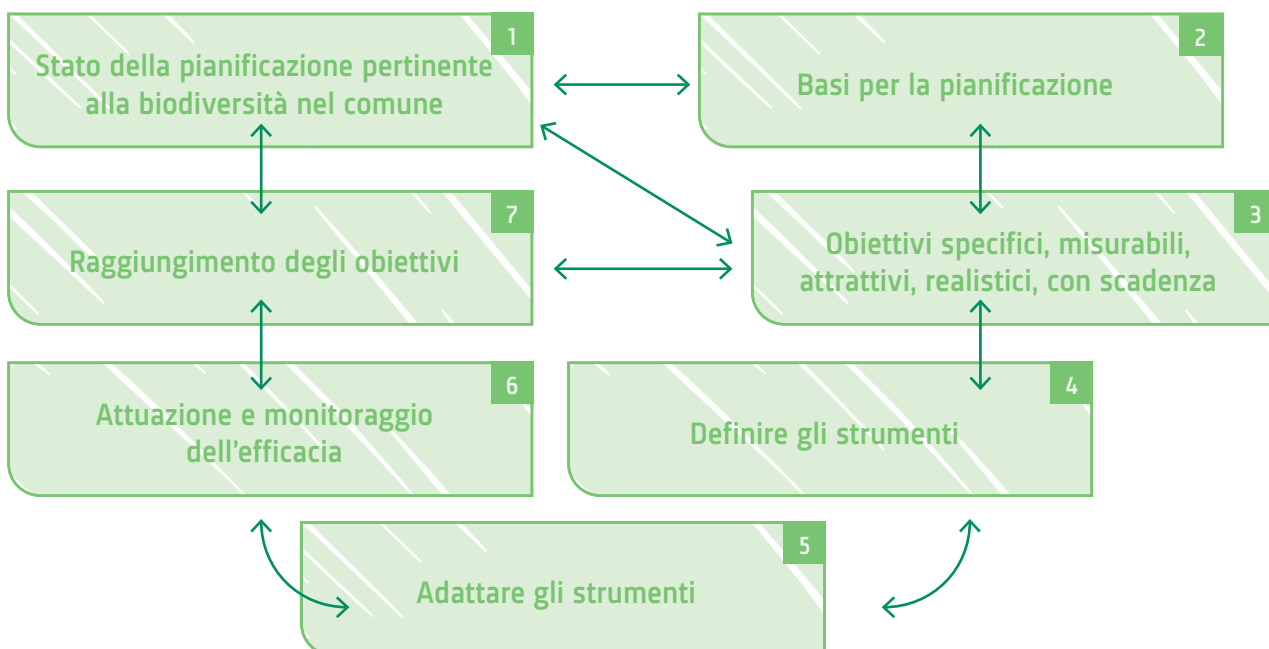 1
Stato della pianificazione pertinente
alla biodiversità nel comune
2
Basi per la pianificazione
7
Raggiungimento degli obiettivi
3
Obiettivi specifici, misurabili,
attrattivi, realistici, con scadenza
6
Attuazione e monitoraggio
dell'efficacia
4
Definire gli strumenti
5
Adattare gli strumenti